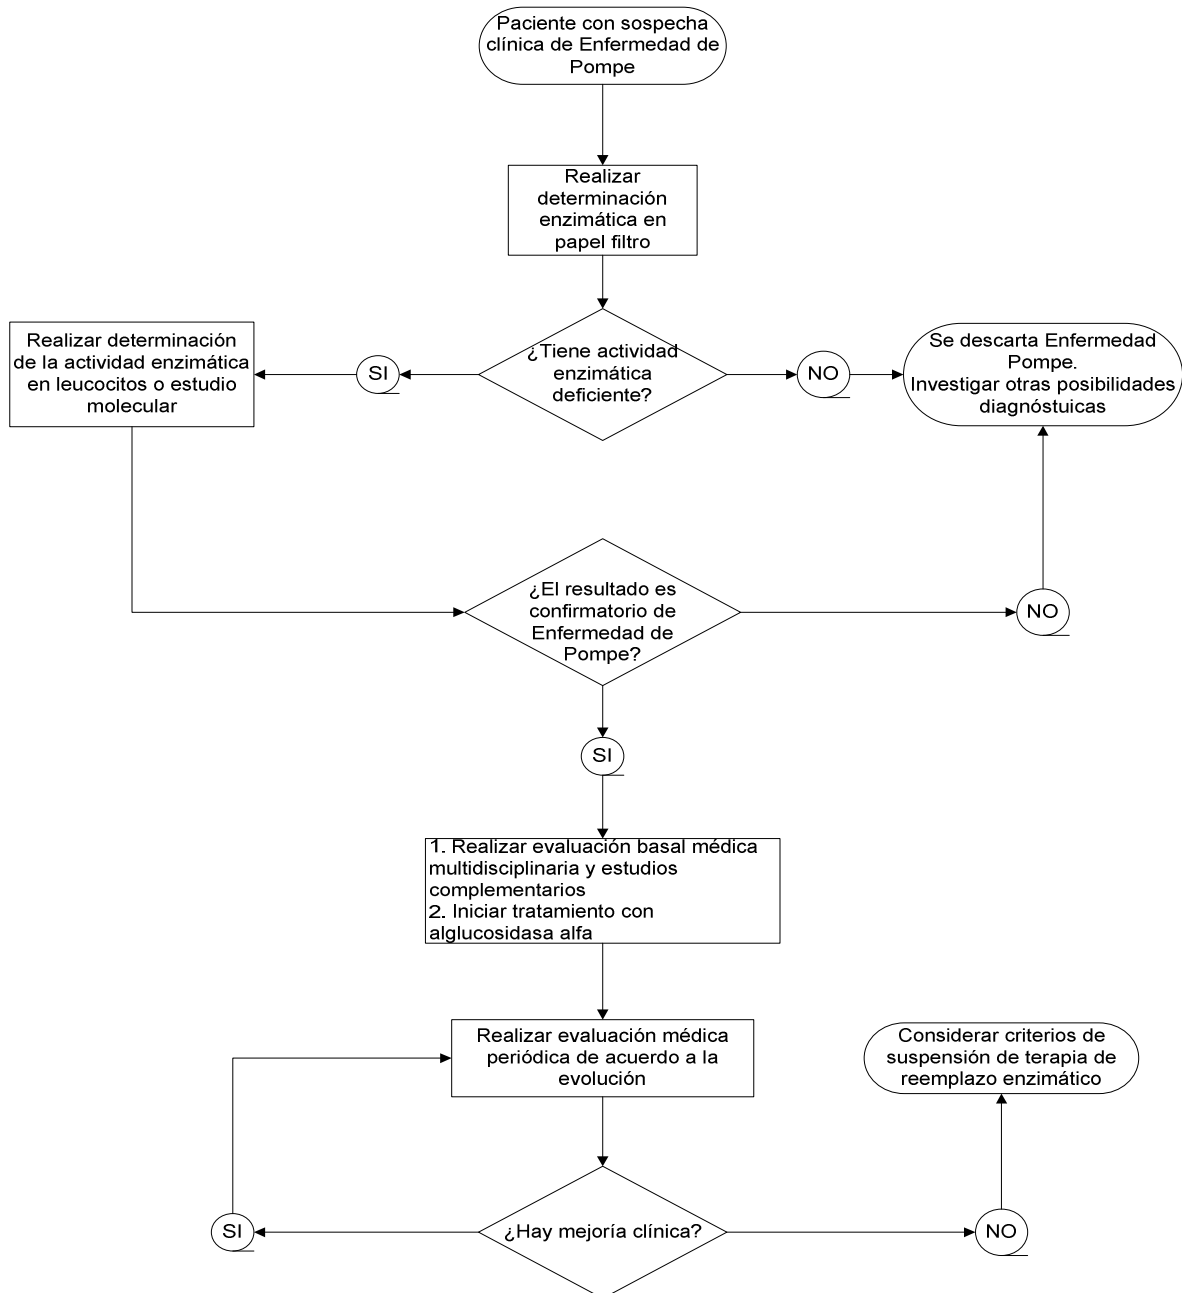 Paciente con sospecha
clínica de Enfermedad de
Pompe
Realizar
determinación
enzimática en
papel filtro
¿Tiene actividad
enzimática
deficiente?
SI
NO
Realizar determinación
de la actividad enzimática
en leucocitos o estudio
molecular
Se descarta Enfermedad
Pompe.
Investigar otras posibilidades
diagnóstuicas
¿El resultado es
confirmatorio de
Enfermedad de
Pompe?
NO
SI
1. Realizar evaluación basal médica
multidisciplinaria y estudios
complementarios
2. Iniciar tratamiento con
alglucosidasa alfa
Realizar evaluación médica
periódica de acuerdo a la
evolución
Considerar criterios de
suspensión de terapia de
reemplazo enzimático
¿Hay mejoría clínica?
SI
NO